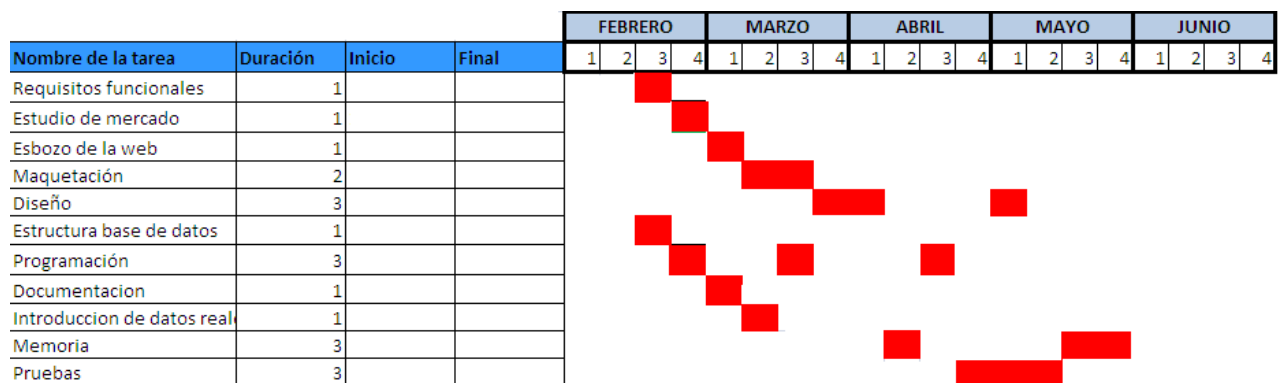 FEBRERO MARZO ABRIL MAYO JUNIO
Nombre de la tarea Duración Inicio Final 1 2 3 4 1 2 3 4 1 2 3 4 1 2 3 4 1 2 3 4
Requisitos funcionales 1
Estudio de mercado 1
Esbozo de la web 1
Maquetación 2
Diseño 3
Estructura base de datos 1
Programación 3
Documentacion 1
Introduccion de datos real 1
Memoria 3
Pruebas 3